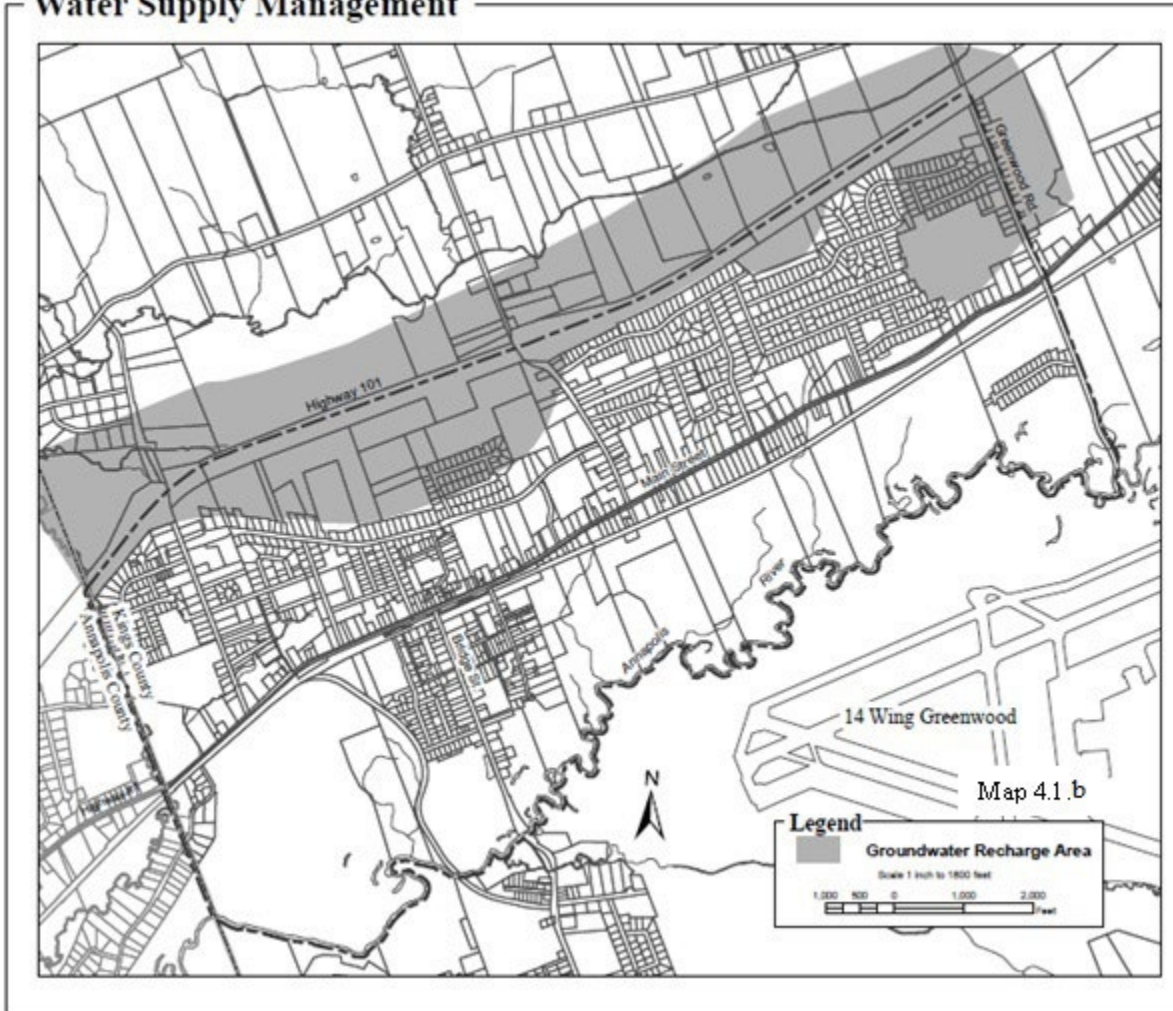 Water Supply Management
Greenwood Rd.
Highway 101
Main Street
Kings County
Annapolis County
Bridge St.
Annapolis
River
14 Wing Greenwood
N
Map 4.1.b
Legend
Groundwater Recharge Area
Scale 1 inch to 1800 feet
1,000 500 0 1,000 2,000
Feet